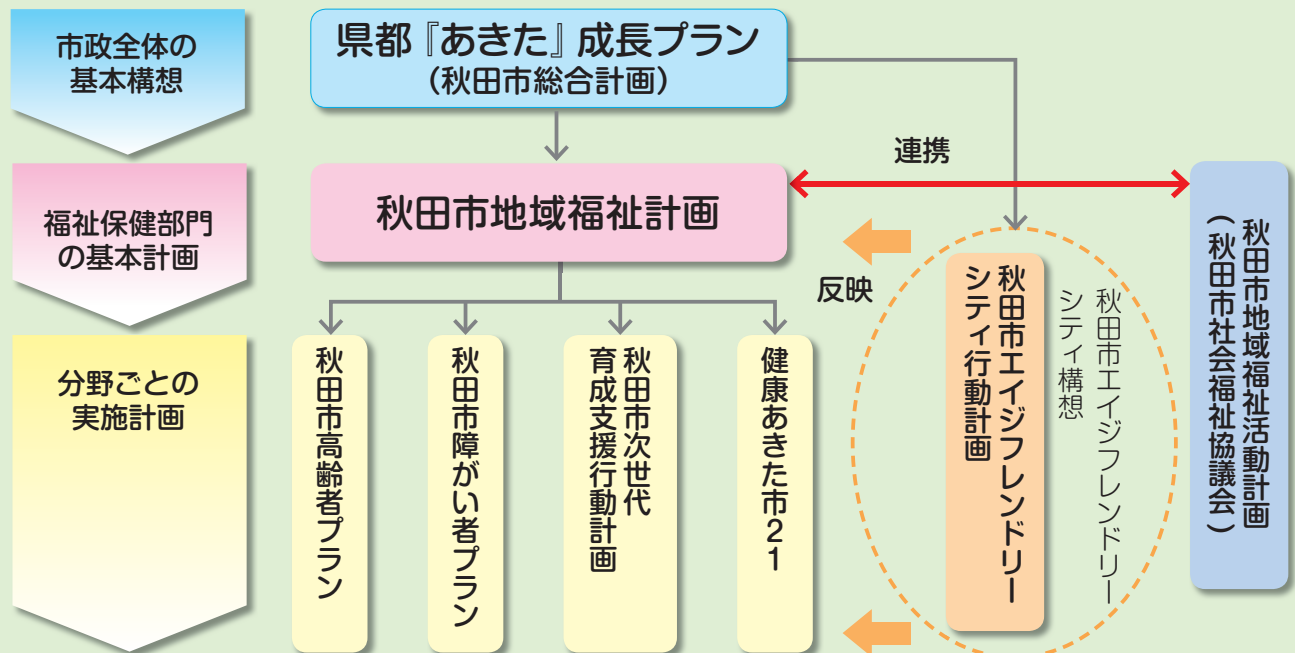 市政全体の
基本構想
県都『あきた』成長プラン
（秋田市総合計画）
連携
福祉保健部門
の基本計画
秋田市地域福祉計画
反映
分野ごとの
実施計画
秋田市高齢者プラン
秋田市障がい者プラン
秋田市次世代
育成支援行動計画
健康あきた市21
秋田市エイジフレンドリー
シティ行動計画
秋田市エイジフレンドリー
シティ構想
秋田市地域福祉活動計画
（秋田市社会福祉協議会）